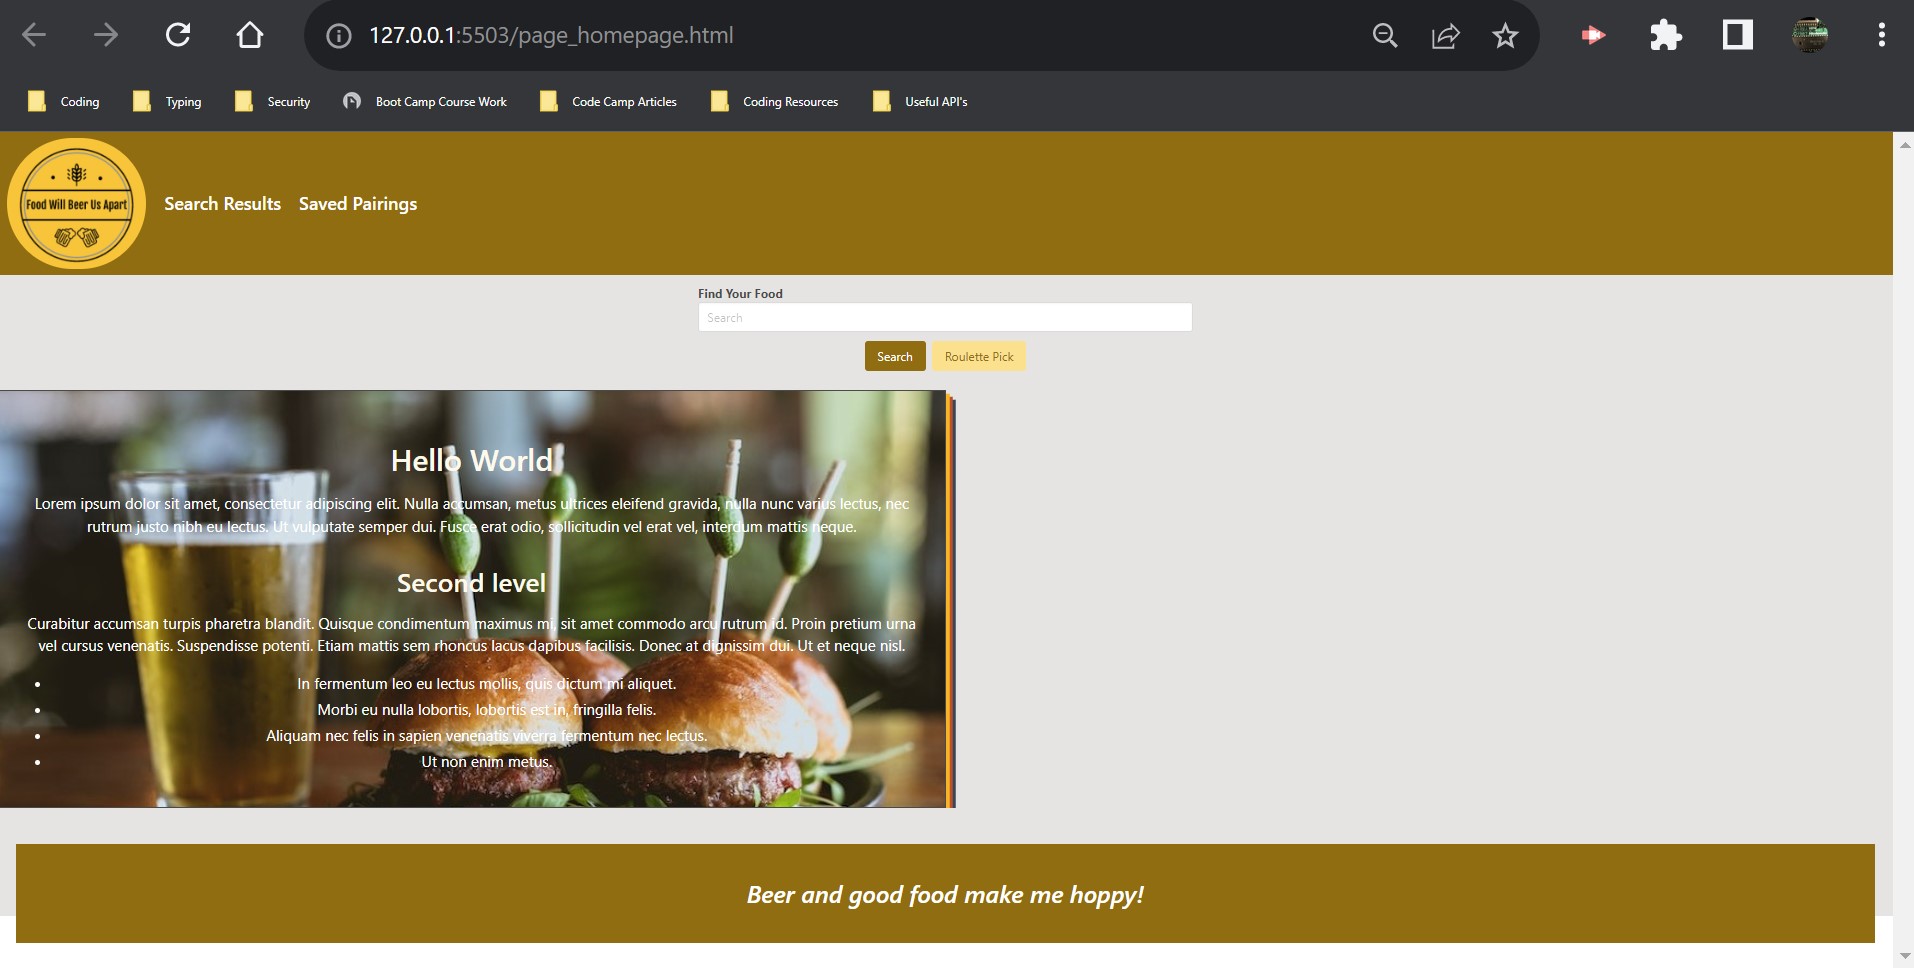 127.0.0.1:5503/page_homepage.html
Coding Typing Security Boot Camp Course Work Code Camp Articles Coding Resources Useful API's
Food Will Beer Us Apart
Search Results Saved Pairings
Find Your Food
Search
Search Roulette Pick
Hello World
Lorem ipsum dolor sit amet, consectetur adipiscing elit. Nulla accumsan, metus ultrices eleifend gravida, nulla nunc varius lectus, nec
rutrum justo nibh eu lectus. Ut vulputate semper dui. Fusce erat odio, sollicitudin vel erat vel, interdum mattis neque.
Second level
Curabitur accumsan turpis pharetra blandit. Quisque condimentum maximus mi, sit amet commodo arcu rutrum id. Proin pretium urna
vel cursus venenatis. Suspendisse potenti. Etiam mattis sem rhoncus lacus dapibus facilisis. Donec at dignissim dui. Ut et neque nisl.
• In fermentum leo eu lectus mollis, quis dictum mi aliquet.
• Morbi eu nulla lobortis, lobortis est in, fringilla felis.
• Aliquam nec felis in sapien venenatis viverra fermentum nec lectus.
• Ut non enim metus.
Beer and good food make me hoppy!